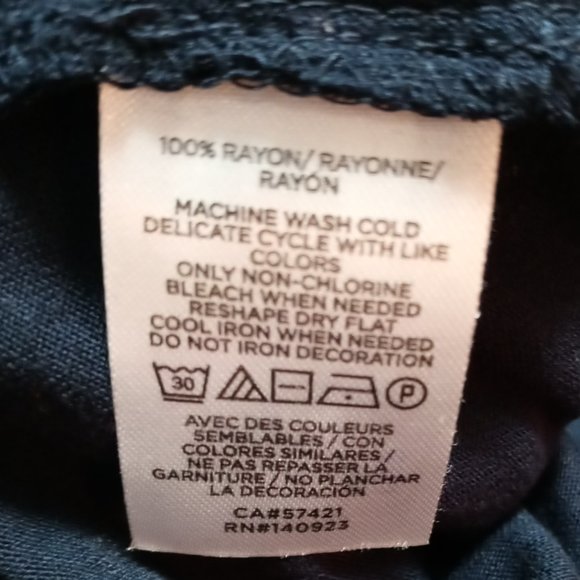 100% RAYON/ RAYONNE/
RAYÓN
MACHINE WASH COLD
DELICATE CYCLE WITH LIKE
COLORS
ONLY NON-CHLORINE
BLEACH WHEN NEEDED
RESHAPE DRY FLAT
COOL IRON WHEN NEEDED
DO NOT IRON DECORATION
30 P
AVEC DES COULEURS
SEMBLABLES / CON
COLORES SIMILARES /
NE PAS REPASSER LA
GARNITURE / NO PLANCHAR
LA DECORACIÓN
CA#57421
RN#140923